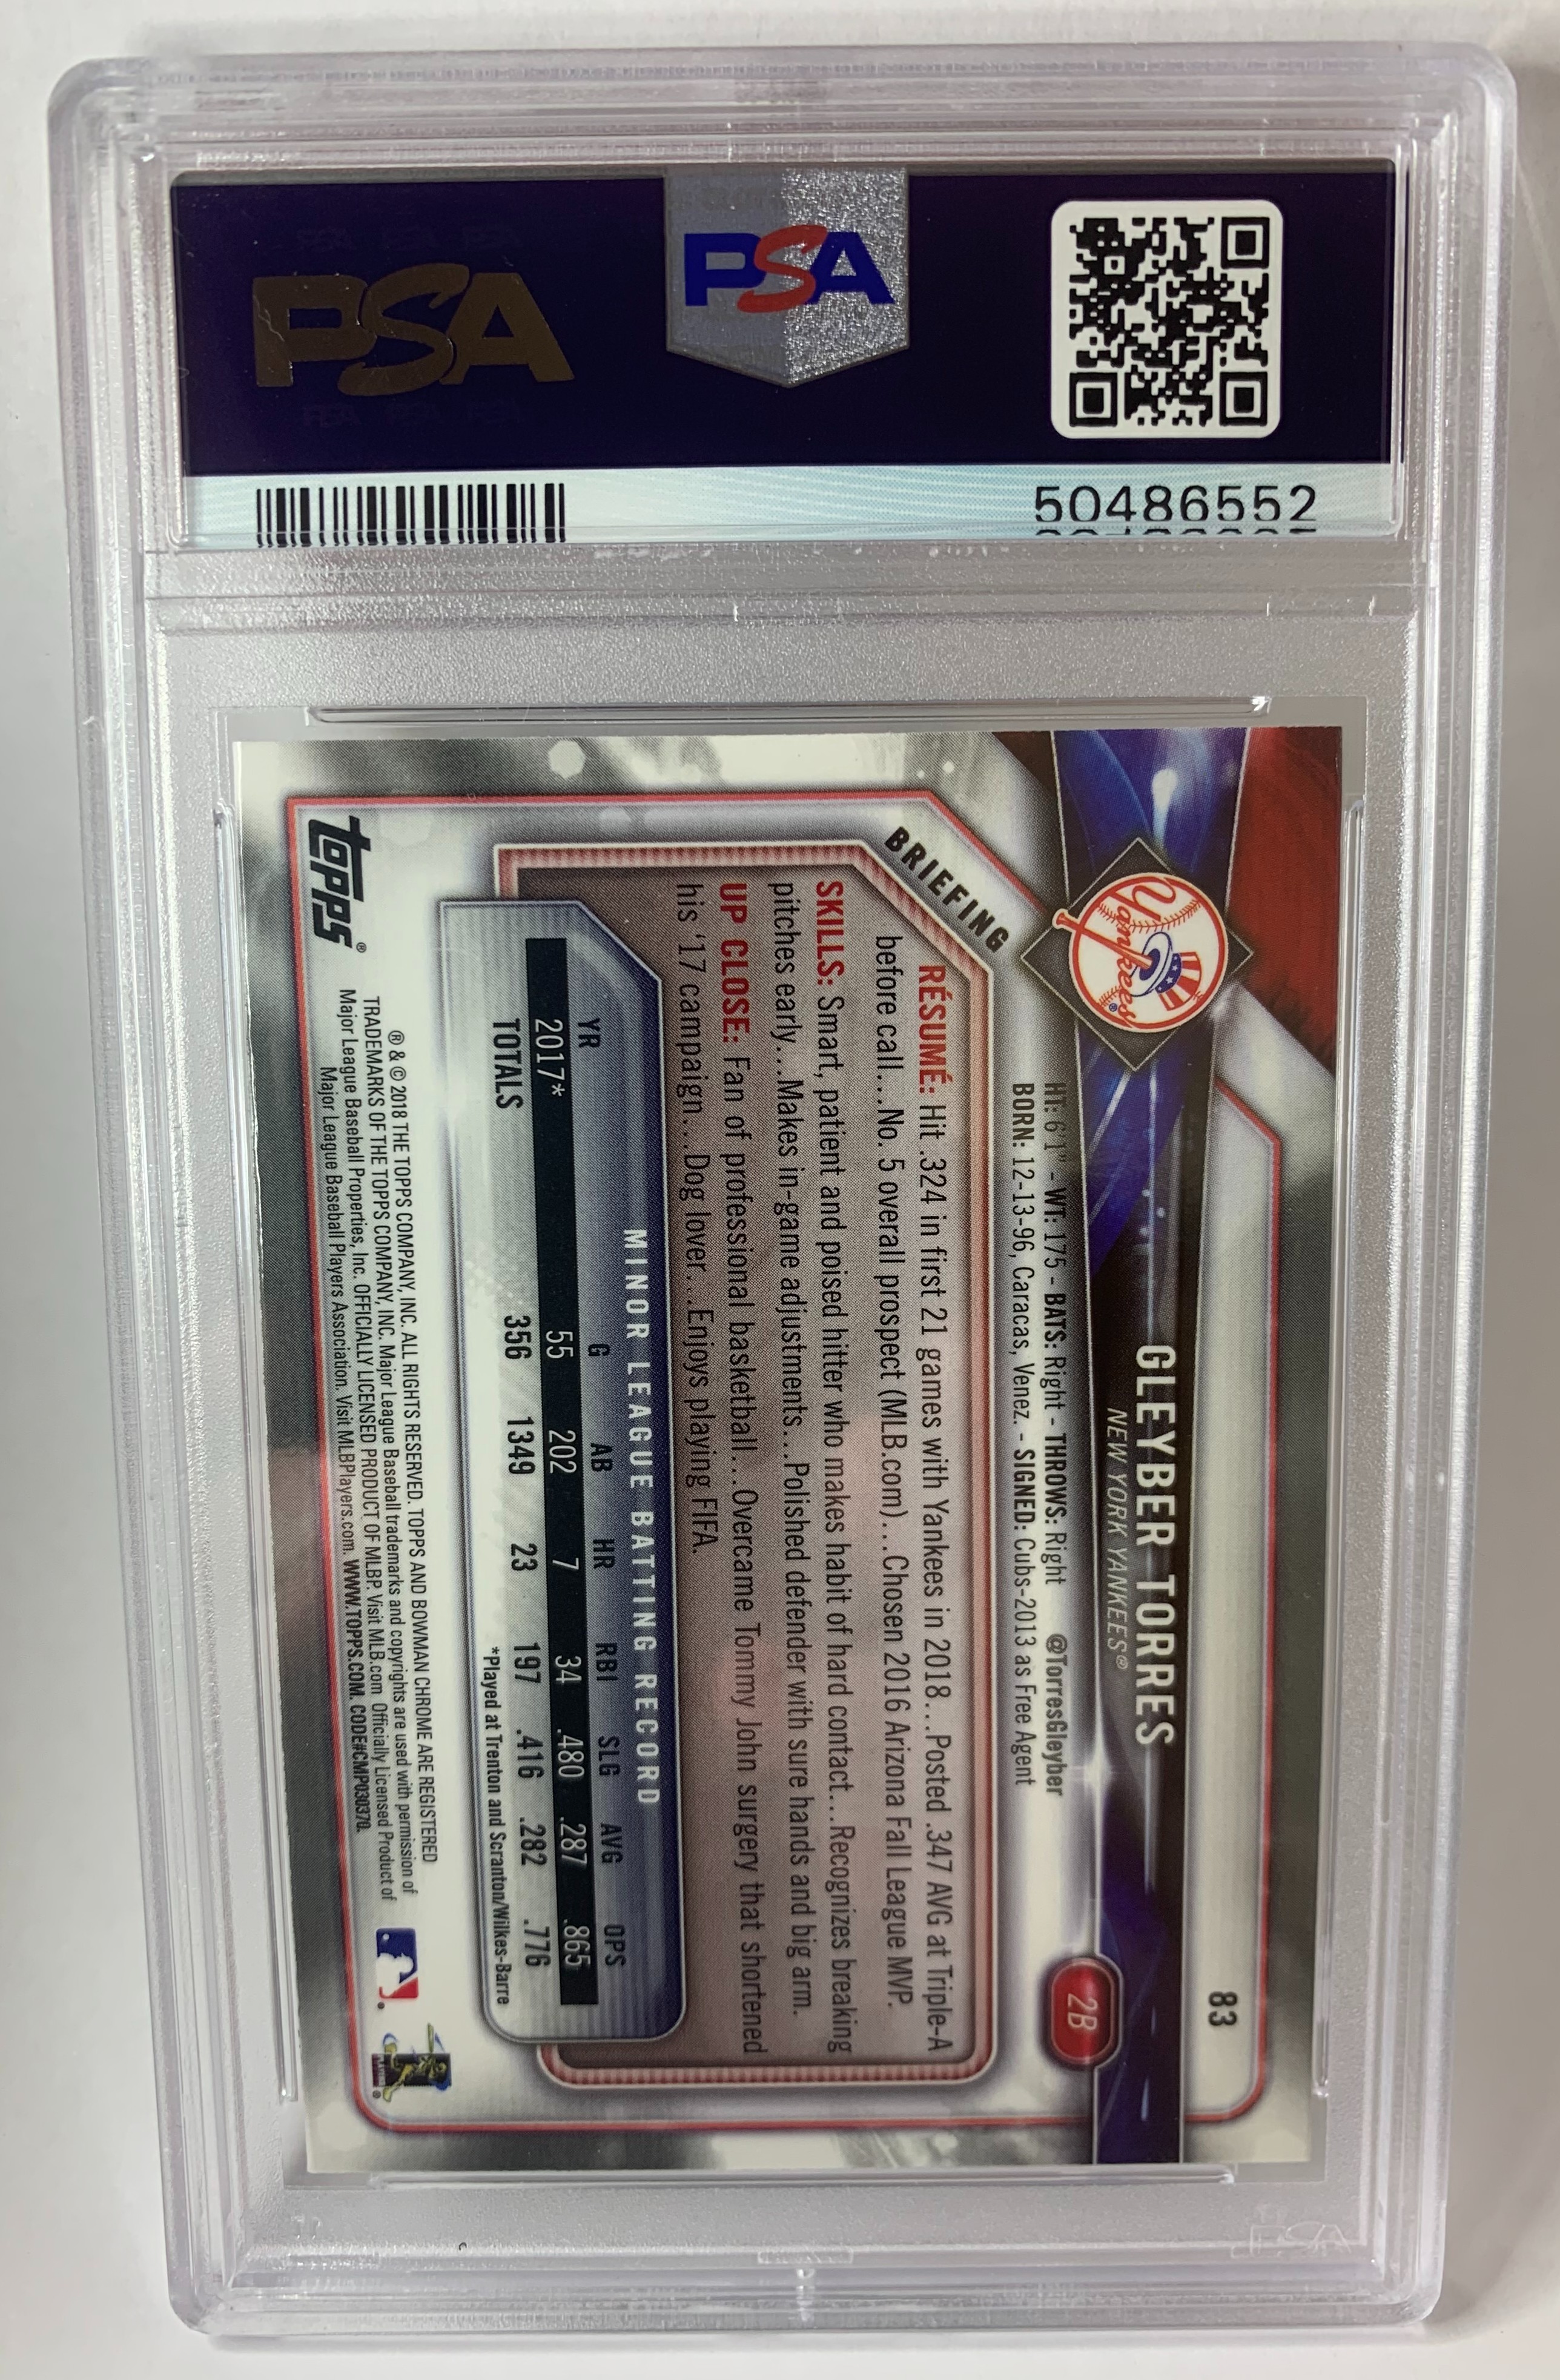 PSA
PSA
50486552
83
GLEYBER TORRES
NEW YORK YANKEES®
2B
Yankees®
HT: 6'1" - WT: 175 - BATS: Right - THROWS: Right @TorresGleyber
BORN: 12-13-96, Caracas, Venez. - SIGNED: Cubs-2013 as Free Agent
BRIEFING
RÉSUMÉ: Hit .324 in first 21 games with Yankees in 2018...Posted .347 AVG at Triple-A
before call...No. 5 overall prospect (MLB.com)...Chosen 2016 Arizona Fall League MVP.
SKILLS: Smart, patient and poised hitter who makes habit of hard contact...Recognizes breaking
pitches early...Makes in-game adjustments...Polished defender with sure hands and big arm.
UP CLOSE: Fan of professional basketball...Overcame Tommy John surgery that shortened
his '17 campaign...Dog lover...Enjoys playing FIFA.
MINOR LEAGUE BATTING RECORD
YR G AB HR RBI SLG AVG OPS
2017* 55 202 7 34 .480 .287 .865
TOTALS 356 1349 23 197 .416 .282 .776
*Played at Trenton and Scranton/Wilkes-Barre
topps®
® & © 2018 THE TOPPS COMPANY, INC. ALL RIGHTS RESERVED. TOPPS AND BOWMAN CHROME ARE REGISTERED
TRADEMARKS OF THE TOPPS COMPANY, INC. Major League Baseball trademarks and copyrights are used with permission of
Major League Baseball Properties, Inc. OFFICIALLY LICENSED PRODUCT OF MLBP. Visit MLB.com Officially Licensed Product of
Major League Baseball Players Association. Visit MLBPlayers.com. WWW.TOPPS.COM. CODE#CMP030370.
PSA